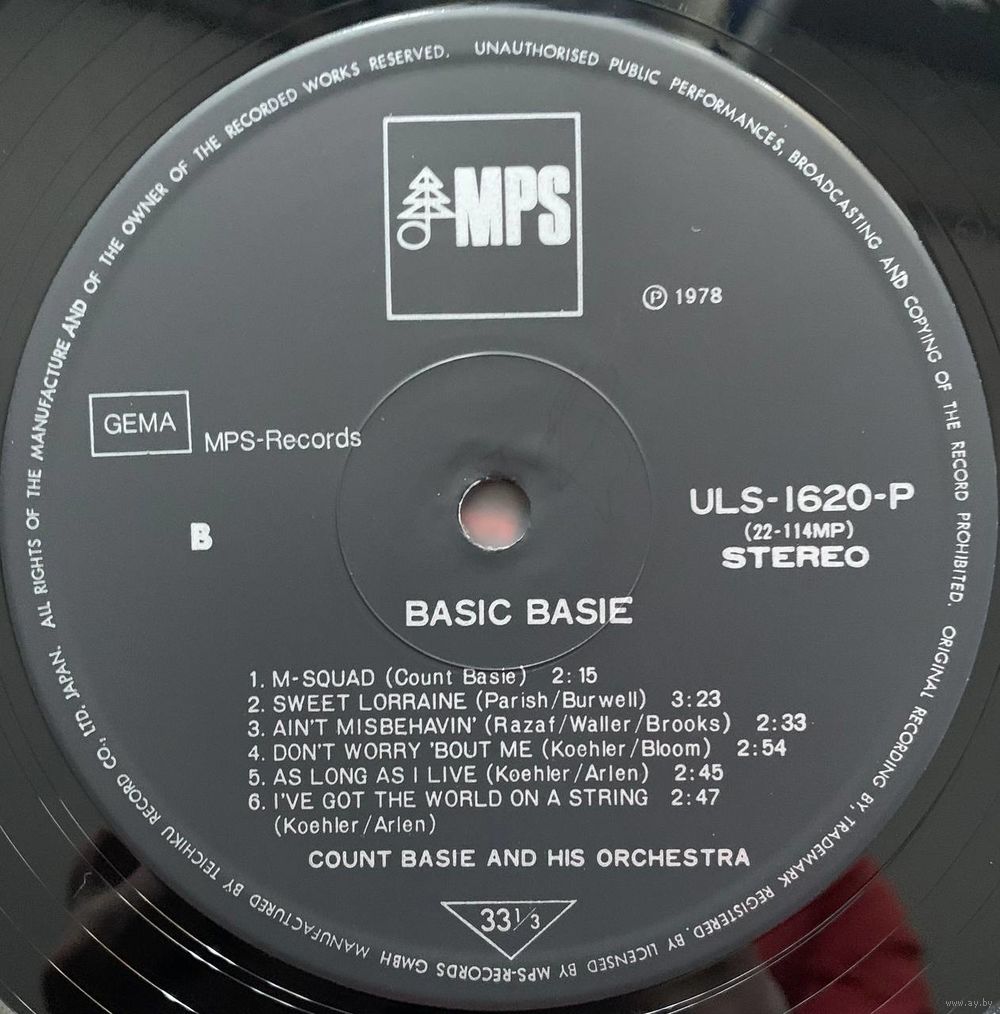 MPS
Ⓟ 1978
GEMA
MPS-Records
B
ULS-1620-P
(22-114MP)
STEREO
BASIC BASIE
1. M-SQUAD (Count Basie) 2:15
2. SWEET LORRAINE (Parish/Burwell) 3:23
3. AIN'T MISBEHAVIN' (Razaf/Waller/Brooks) 2:33
4. DON'T WORRY 'BOUT ME (Koehler/Bloom) 2:54
5. AS LONG AS I LIVE (Koehler/Arlen) 2:45
6. I'VE GOT THE WORLD ON A STRING 2:47
(Koehler/Arlen)
COUNT BASIE AND HIS ORCHESTRA
33 1/3
ALL RIGHTS OF THE MANUFACTURE AND OF THE OWNER OF THE RECORDED WORKS RESERVED. UNAUTHORISED PUBLIC PERFORMANCES, BROADCASTING AND COPYING OF THE RECORD PROHIBITED. ORIGINAL RECORDING BY, TRADEMARK REGISTERED. BY LICENSED BY MPS-RECORDS GMBH MANUFACTURED BY TEICHIKU RECORD CO., LTD. JAPAN.
www.ay.by